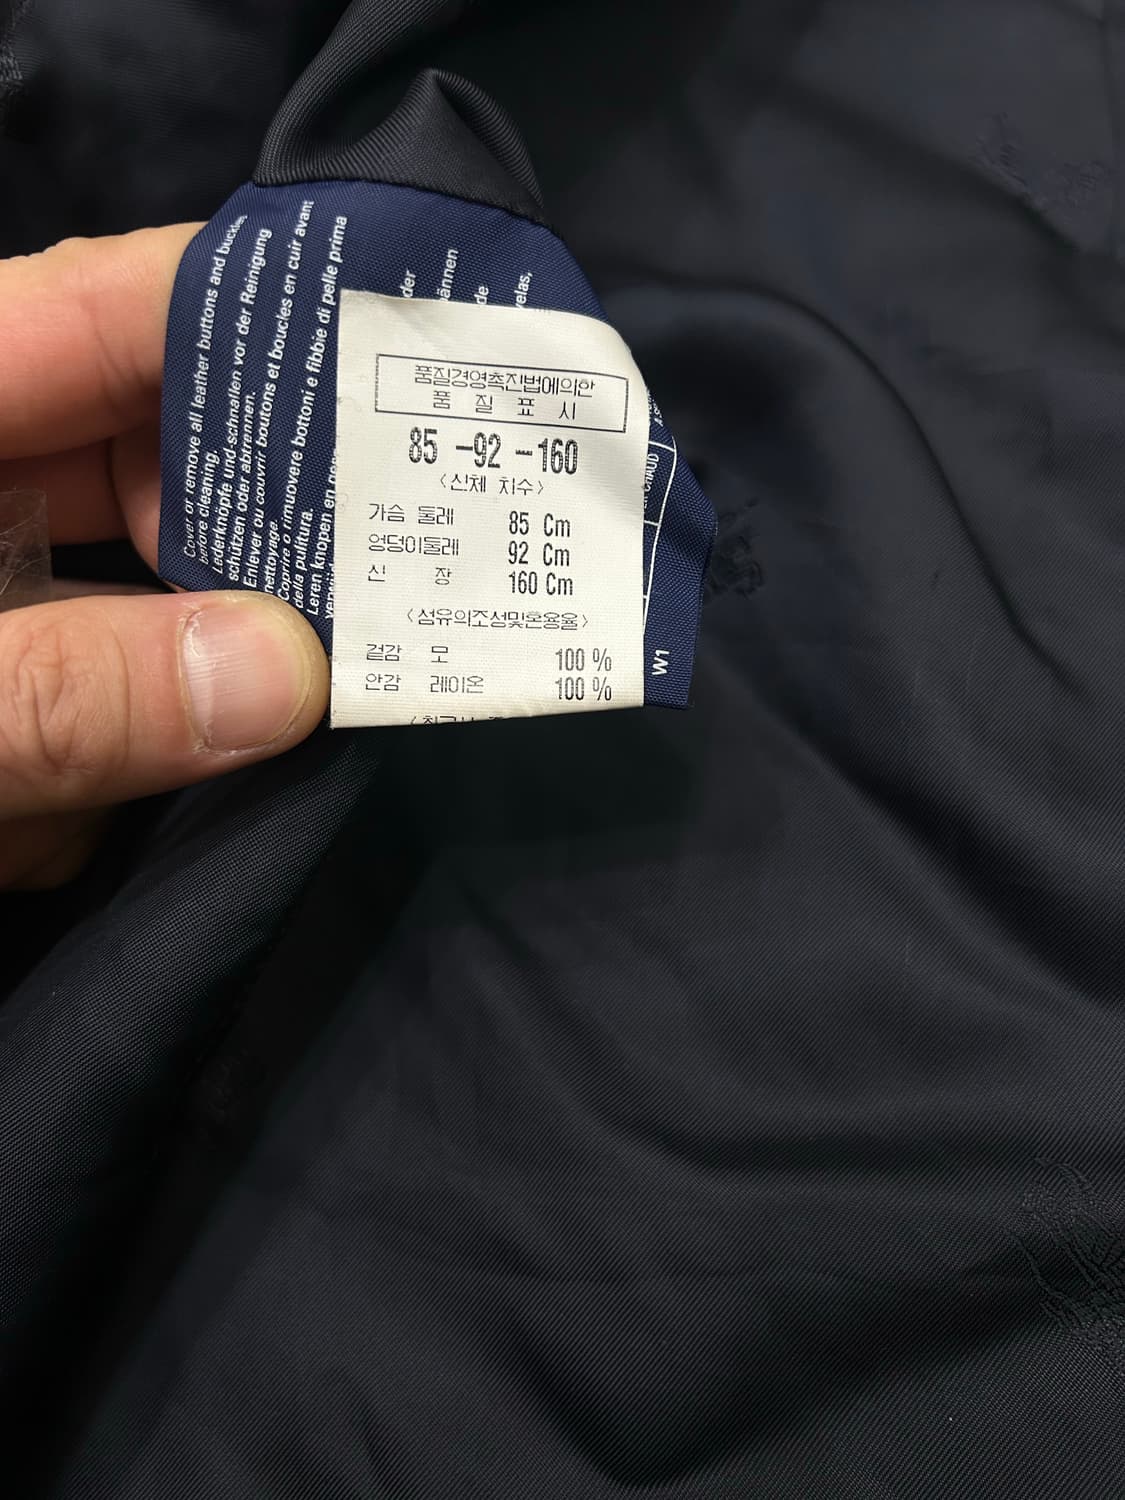 Cover or remove all leather buttons and buckles
before cleaning.
Lederknöpfe und-schnallen vor der Reinigung
schützen oder abtrennen.
Enlever ou couvrir boutons et boucles en cuir avant
nettoyage.
Coprire o rimuovere bottoni e fibbie di pelle prima
della pulitura.
Leren knopen en
der
de
품질경영촉진법에의한
품 질 표 시
85 -92 -160
<신체 치수>
가슴 둘레 85 Cm
엉덩이둘레 92 Cm
신 장 160 Cm
<섬유의조성및혼용율>
겉감 모 100 %
안감 레이온 100 %
W1